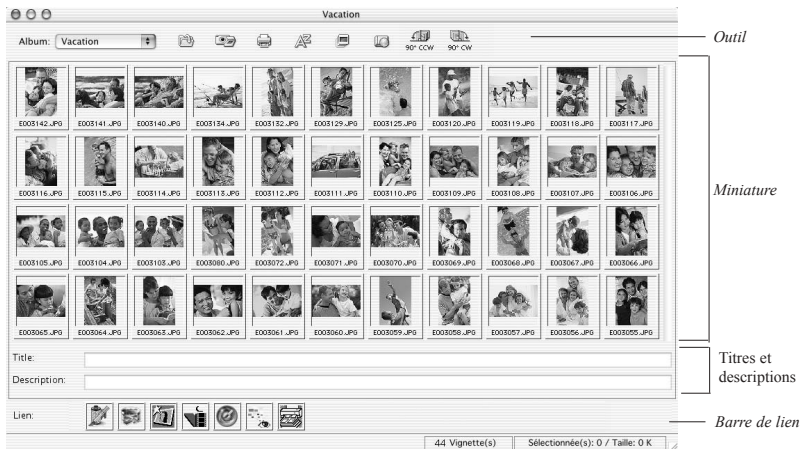 Vacation
Album: Vacation
90° CCW 90° CW
Outil
E003142.JPG E003141.JPG E003140.JPG E003134.JPG E003132.JPG E003129.JPG E003125.JPG E003120.JPG E003119.JPG E003118.JPG E003117.JPG
E003116.JPG E003115.JPG E003114.JPG E003113.JPG E003112.JPG E003111.JPG E003110.JPG E003109.JPG E003108.JPG E003107.JPG E003106.JPG
Miniature
E003105.JPG E003104.JPG E003103.JPG E003080.JPG E003072.JPG E003071.JPG E003070.JPG E003069.JPG E003068.JPG E003067.JPG E003066.JPG
E003065.JPG E003064.JPG E003063.JPG E003062.JPG E003061.JPG E003060.JPG E003059.JPG E003058.JPG E003057.JPG E003056.JPG E003055.JPG
Title:
Description:
Titres et
descriptions
Lien:
Barre de lien
44 Vignette(s) Sélectionnée(s): 0 / Taille: 0 K